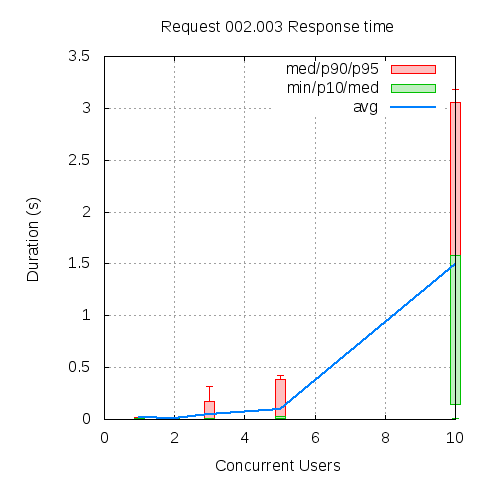 Request 002.003 Response time
med/p90/p95
min/p10/med
avg
3.5
3
2.5
2
1.5
1
0.5
0
Duration (s)
0 2 4 6 8 10
Concurrent Users